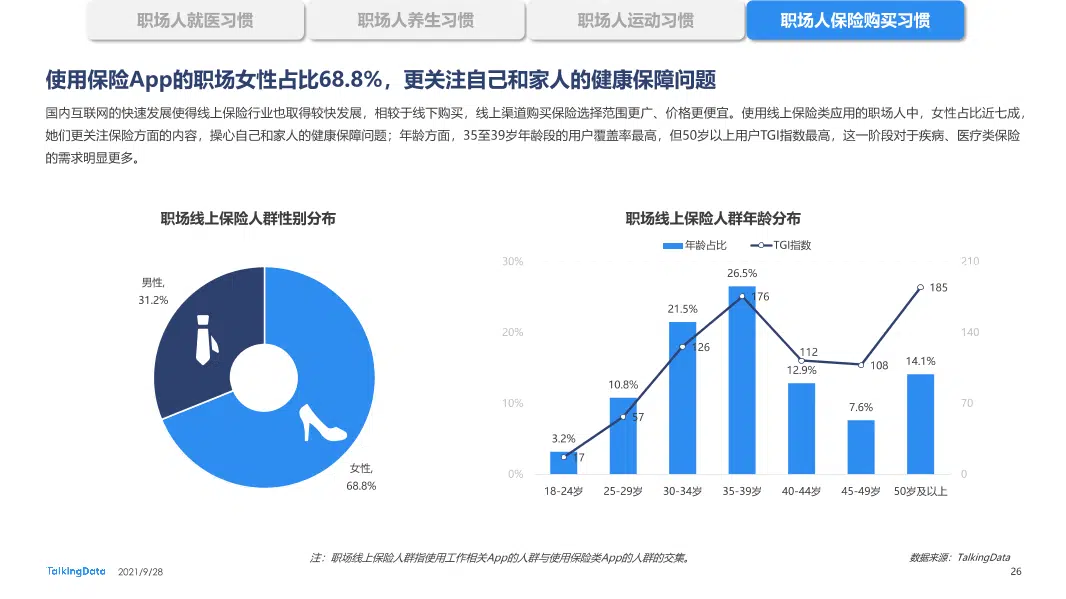 职场人就医习惯
职场人养生习惯
职场人运动习惯
职场人保险购买习惯
使用保险App的职场女性占比68.8%，更关注自己和家人的健康保障问题
国内互联网的快速发展使得线上保险行业也取得较快发展，相较于线下购买，线上渠道购买保险选择范围更广、价格更便宜。使用线上保险类应用的职场人中，女性占比近七成，
她们更关注保险方面的内容，操心自己和家人的健康保障问题；年龄方面，35至39岁年龄段的用户覆盖率最高，但50岁以上用户TGI指数最高，这一阶段对于疾病、医疗类保险
的需求明显更多。
职场线上保险人群性别分布
男性,
31.2%
女性,
68.8%
职场线上保险人群年龄分布
年龄占比
TGI指数
30%
20%
10%
0%
210
140
70
0
3.2%
10.8%
21.5%
26.5%
12.9%
7.6%
14.1%
17
57
126
176
112
108
185
18-24岁
25-29岁
30-34岁
35-39岁
40-44岁
45-49岁
50岁及以上
注：职场线上保险人群指使用工作相关App的人群与使用保险类App的人群的交集。
数据来源：TalkingData
TalkingData
2021/9/28
26